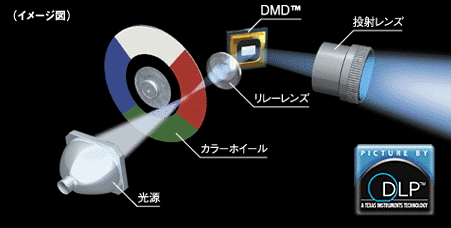 （イメージ図）
DMD™
投射レンズ
リレーレンズ
カラーホイール
光源
PICTURE BY
DLP™
A TEXAS INSTRUMENTS TECHNOLOGY